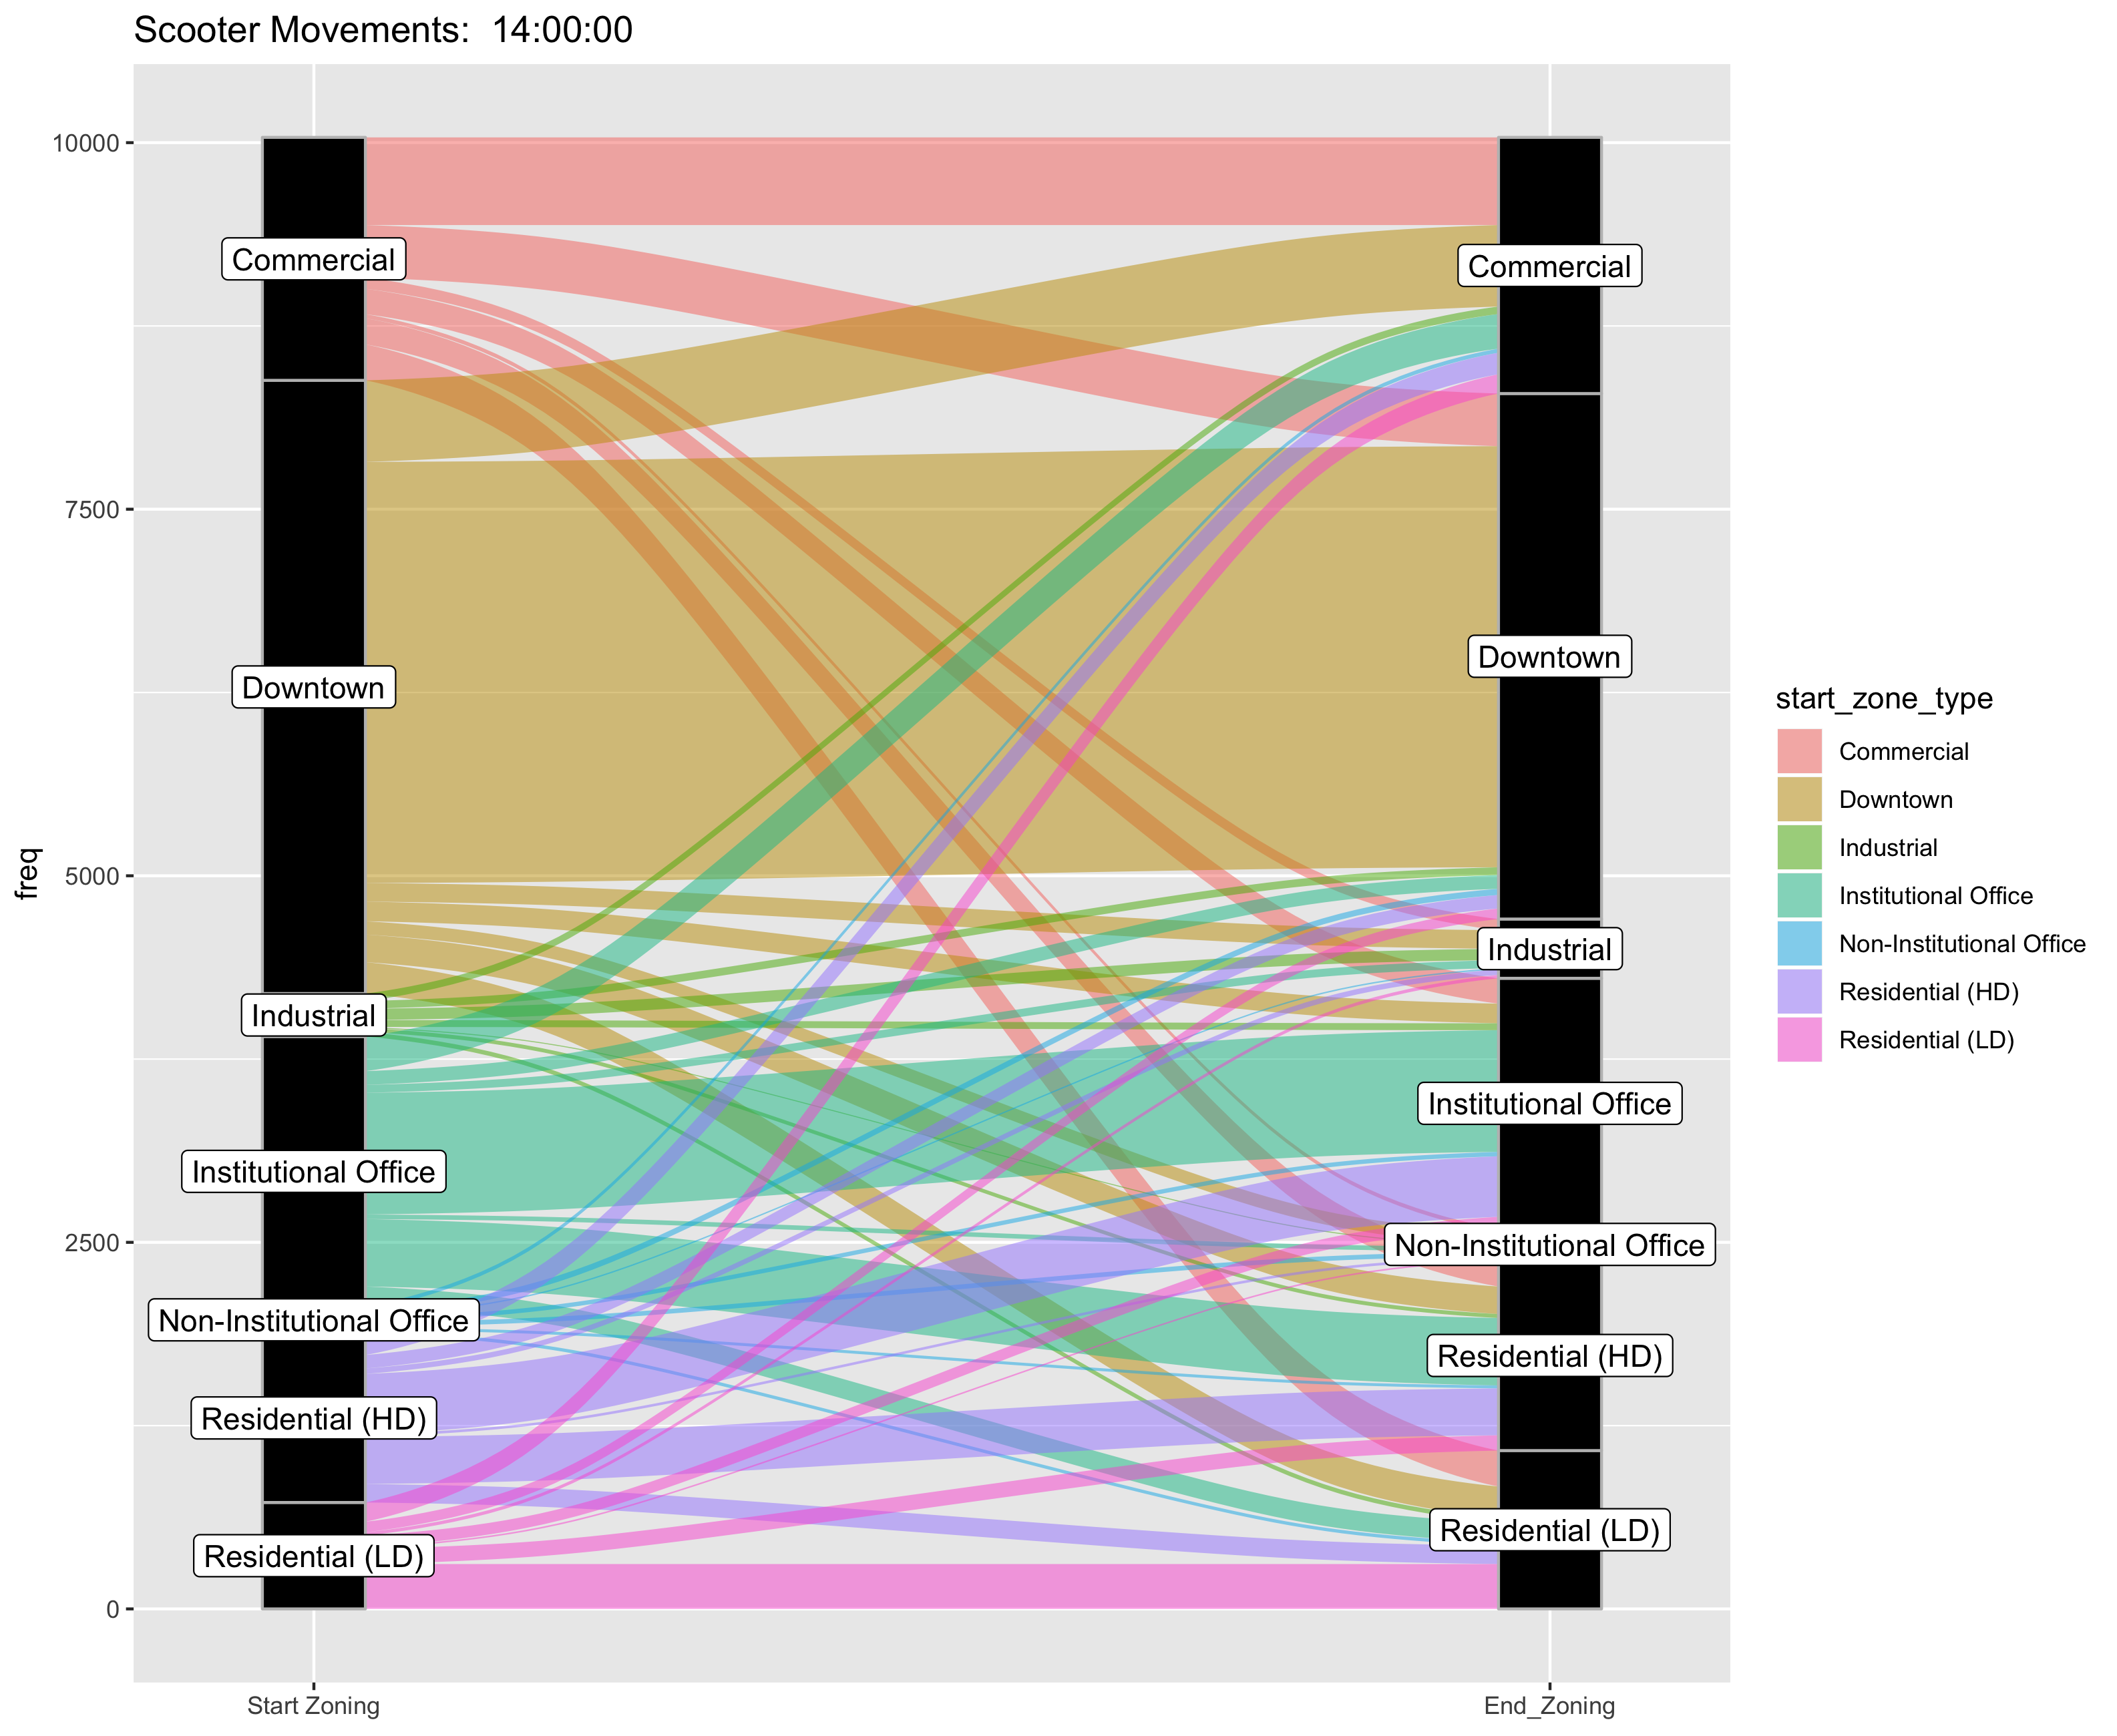 Scooter Movements:  14:00:00
freq
10000
7500
5000
2500
0
Commercial
Downtown
Industrial
Institutional Office
Non-Institutional Office
Residential (HD)
Residential (LD)
Commercial
Downtown
Industrial
Institutional Office
Non-Institutional Office
Residential (HD)
Residential (LD)
Start Zoning
End_Zoning
start_zone_type
Commercial
Downtown
Industrial
Institutional Office
Non-Institutional Office
Residential (HD)
Residential (LD)